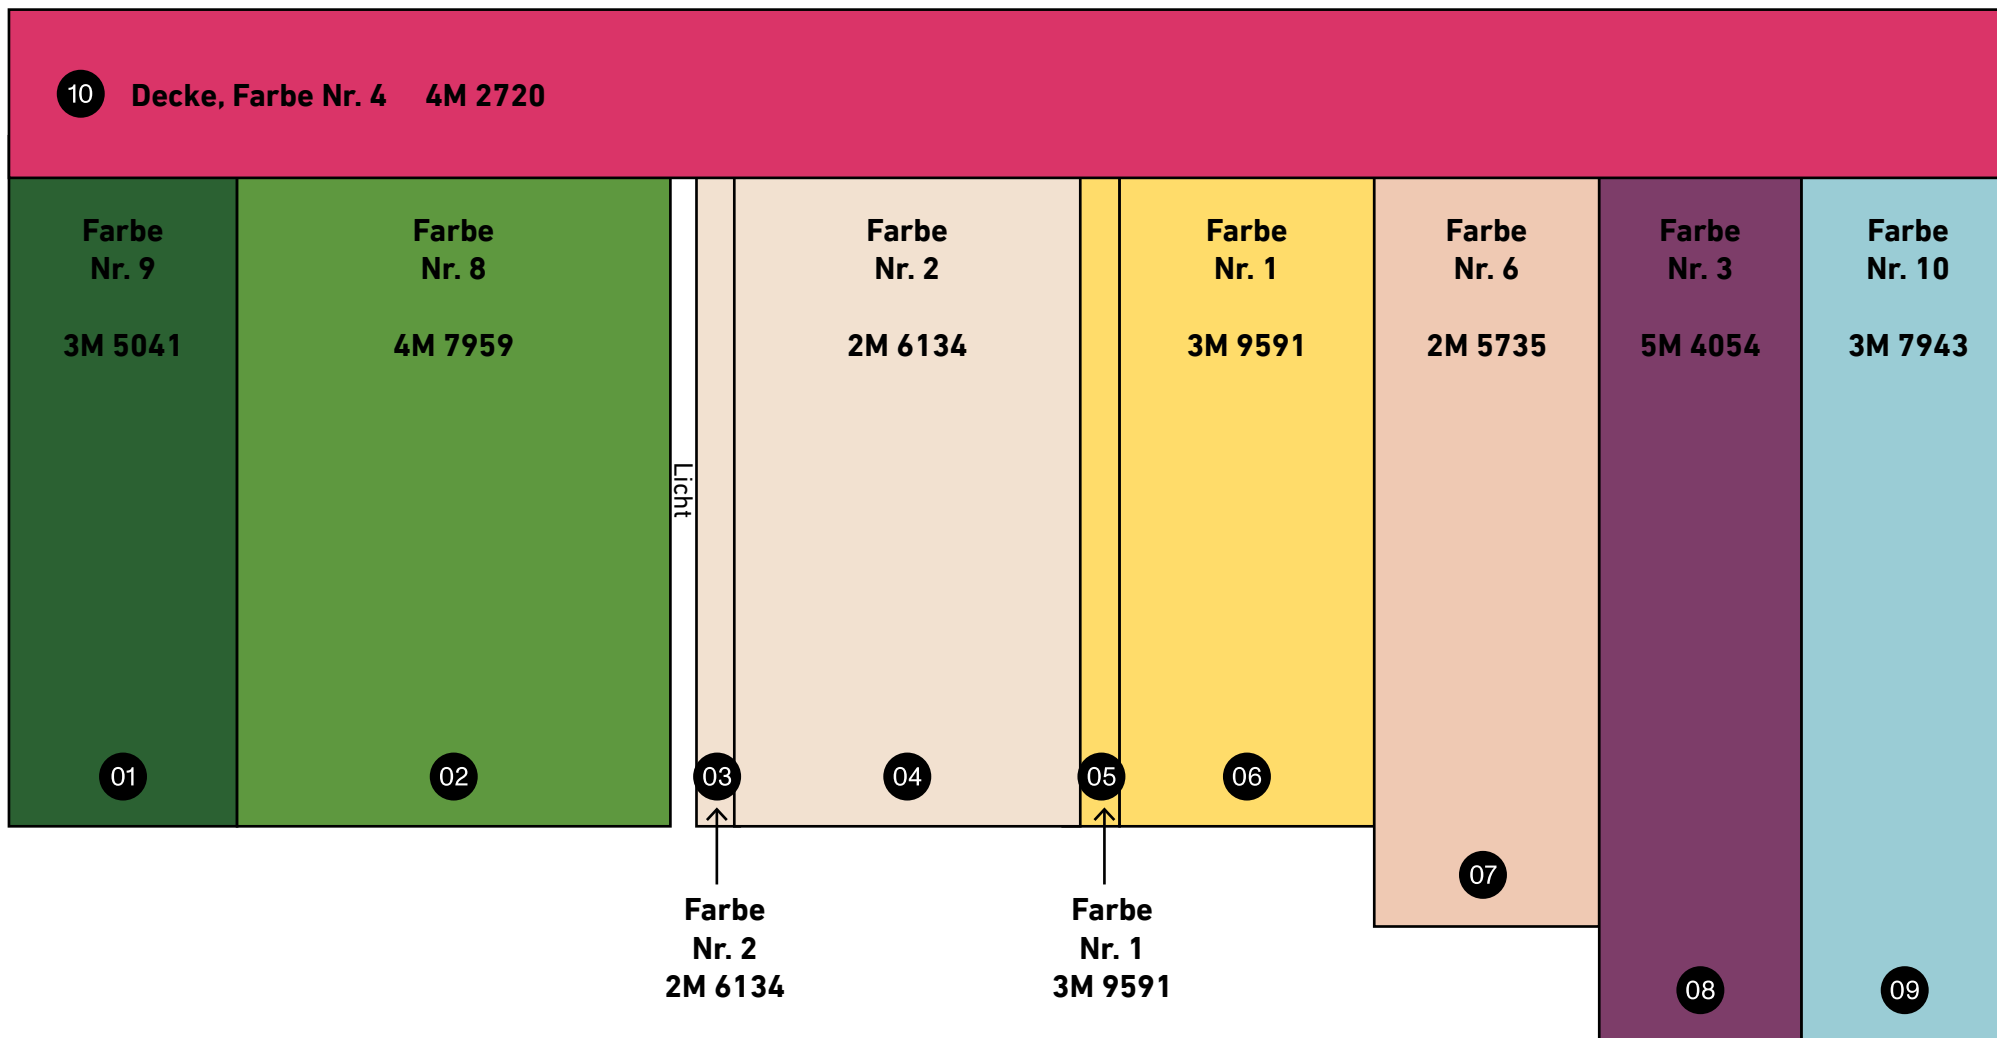 10 Decke, Farbe Nr. 4 4M 2720
Farbe
Nr. 9
3M 5041
01
Farbe
Nr. 8
4M 7959
02
Licht
03
Farbe
Nr. 2
2M 6134
Farbe
Nr. 2
2M 6134
04
05
Farbe
Nr. 1
3M 9591
Farbe
Nr. 1
3M 9591
06
Farbe
Nr. 6
2M 5735
07
Farbe
Nr. 3
5M 4054
08
Farbe
Nr. 10
3M 7943
09